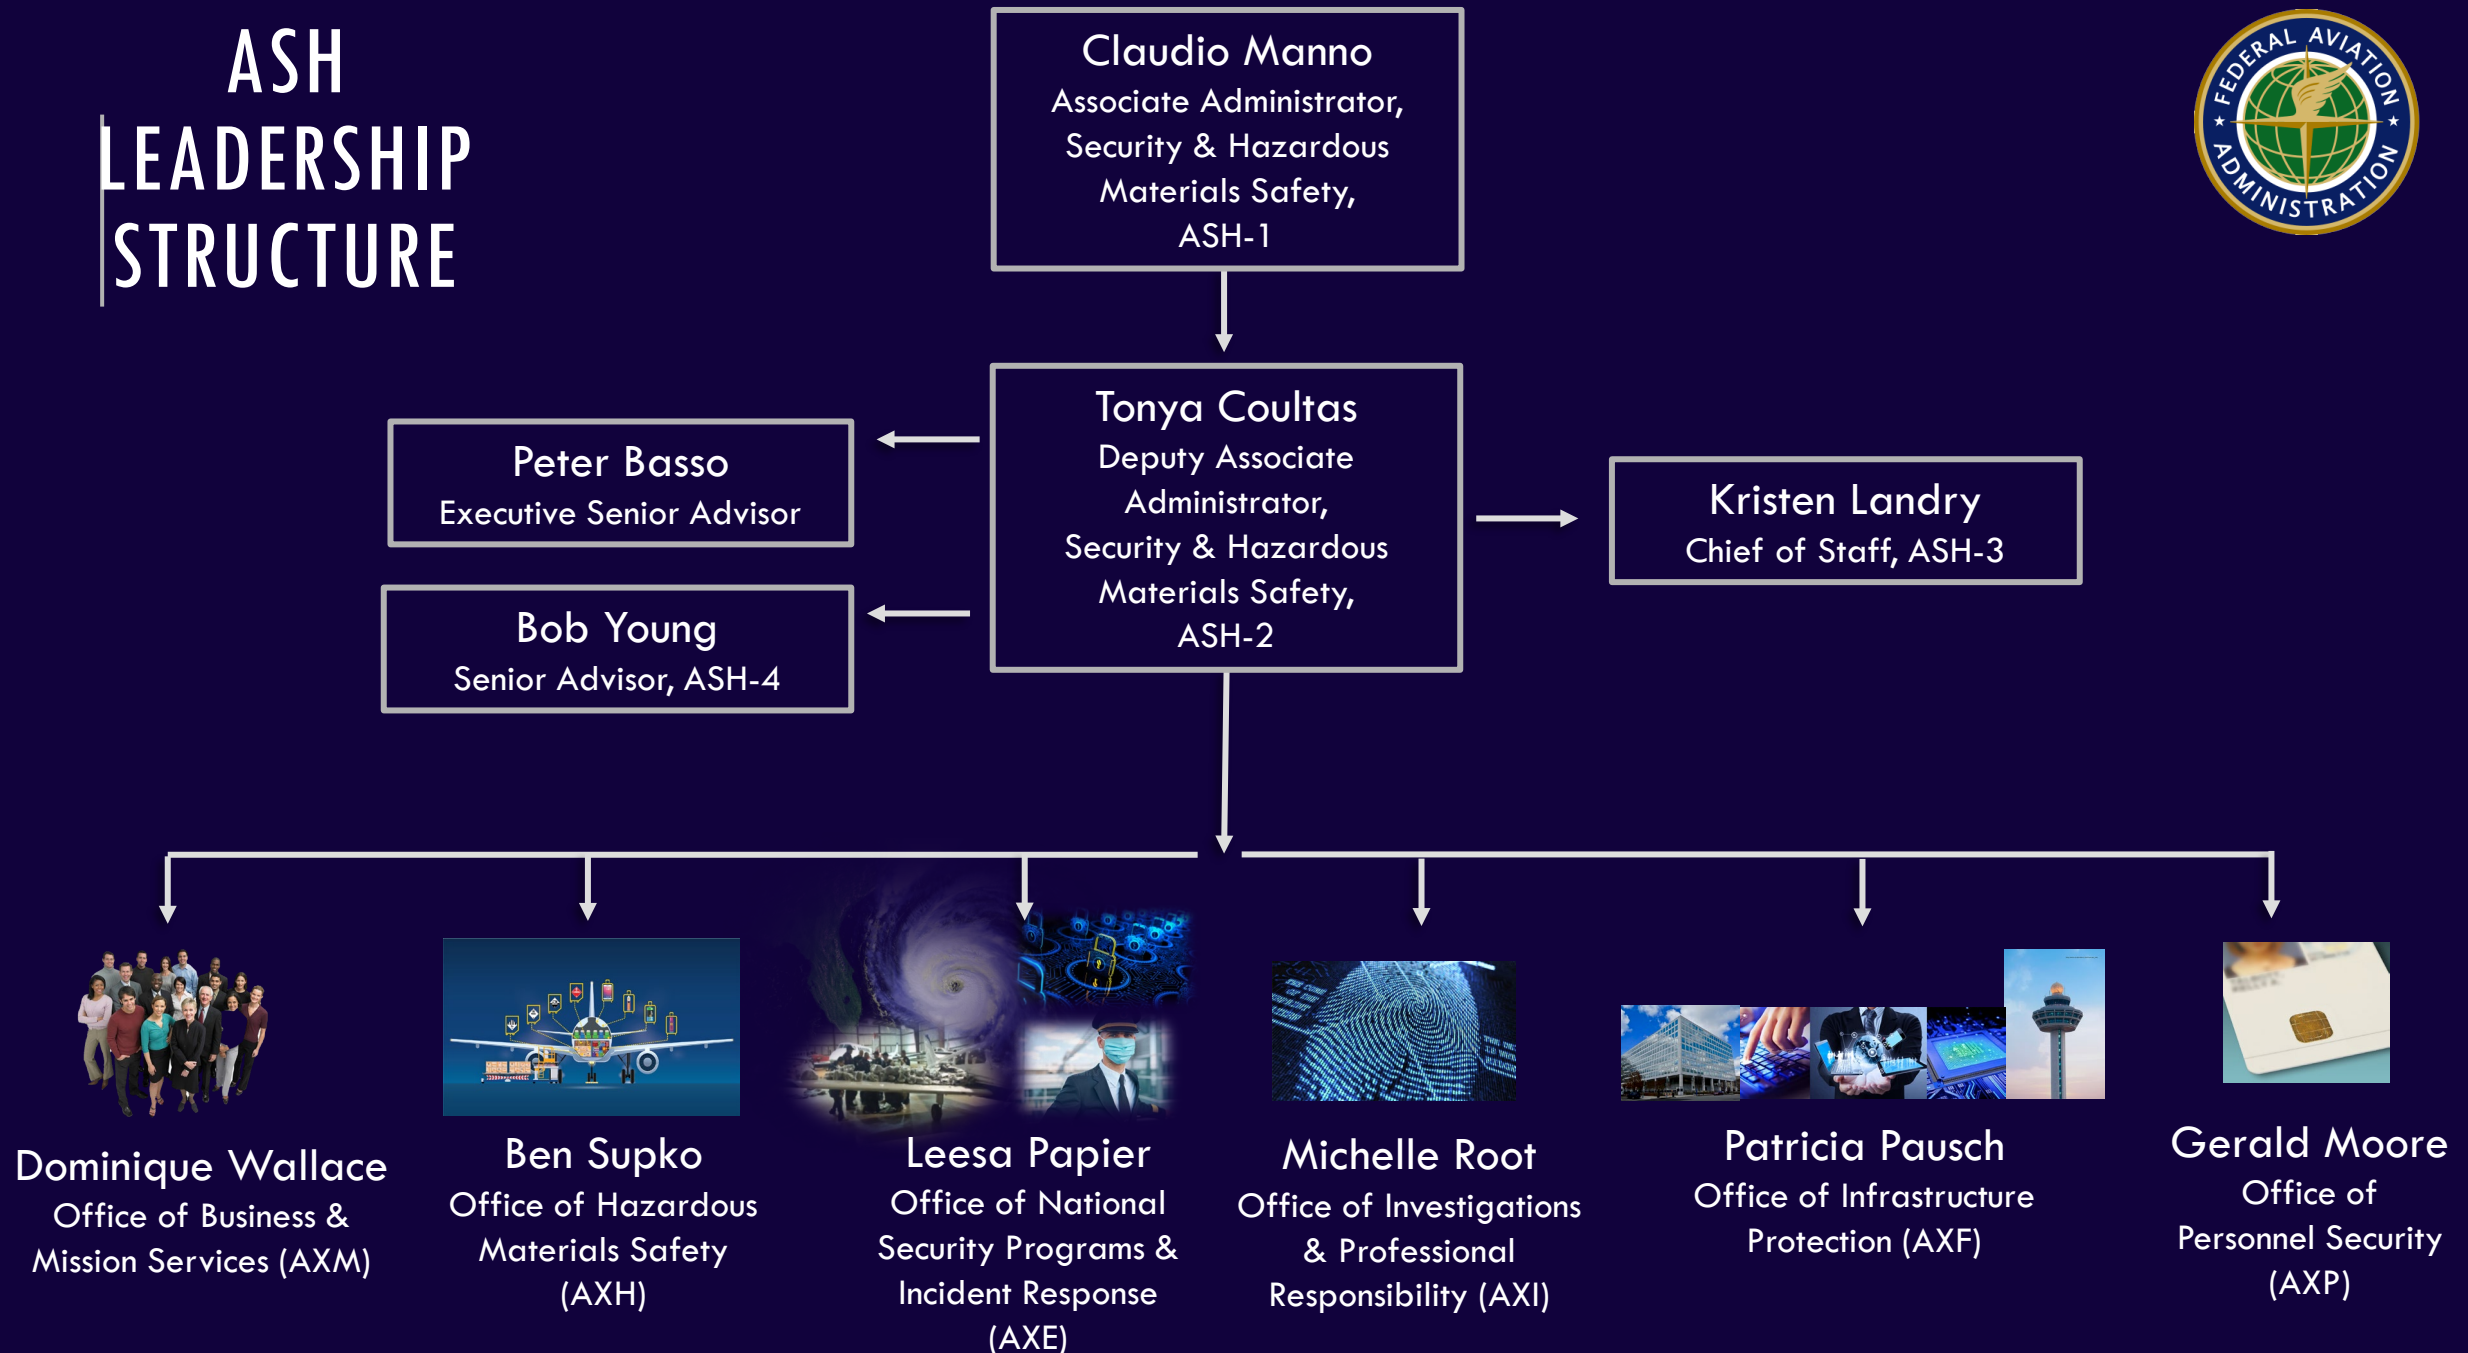 ASH
LEADERSHIP
STRUCTURE
Claudio Manno
Associate Administrator,
Security & Hazardous
Materials Safety,
ASH-1
FEDERAL AVIATION
ADMINISTRATION
Tonya Coultas
Deputy Associate
Administrator,
Security & Hazardous
Materials Safety,
ASH-2
Peter Basso
Executive Senior Advisor
Bob Young
Senior Advisor, ASH-4
Kristen Landry
Chief of Staff, ASH-3
Dominique Wallace
Office of Business &
Mission Services (AXM)
Ben Supko
Office of Hazardous
Materials Safety
(AXH)
Leesa Papier
Office of National
Security Programs &
Incident Response
(AXE)
Michelle Root
Office of Investigations
& Professional
Responsibility (AXI)
Patricia Pausch
Office of Infrastructure
Protection (AXF)
Gerald Moore
Office of
Personnel Security
(AXP)